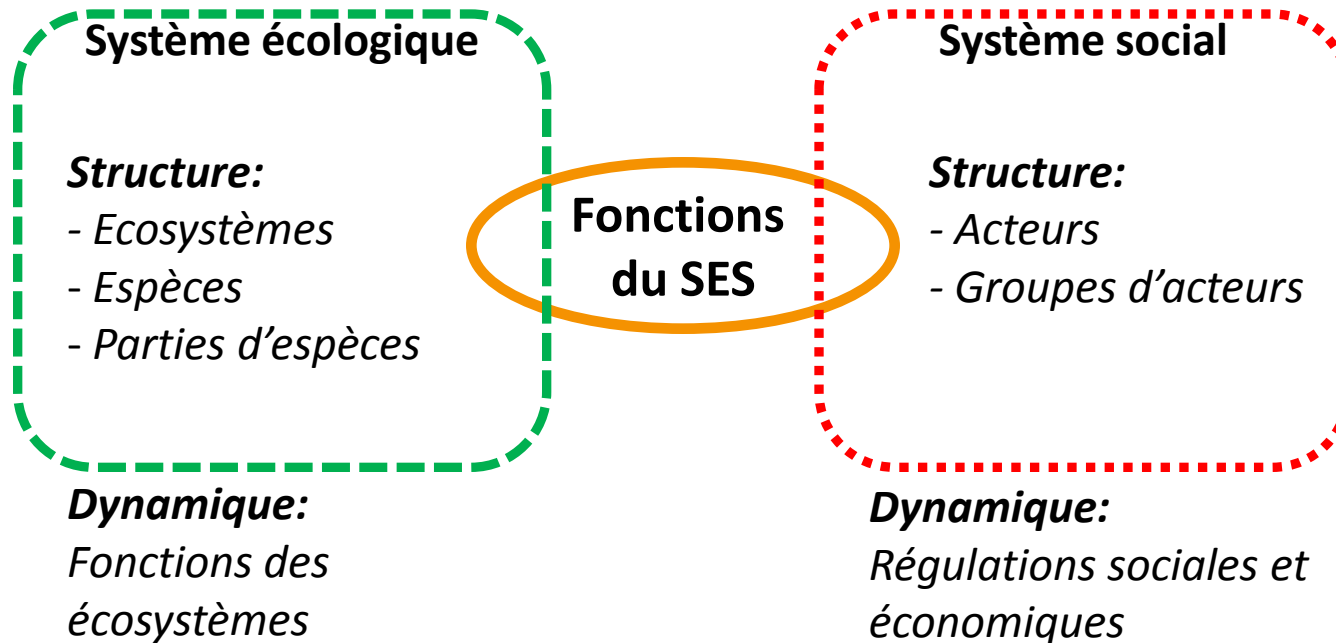 Système écologique
Structure:
- Ecosystèmes
- Espèces
- Parties d’espèces
Dynamique:
Fonctions des
écosystèmes
Fonctions
du SES
Système social
Structure:
- Acteurs
- Groupes d’acteurs
Dynamique:
Régulations sociales et
économiques